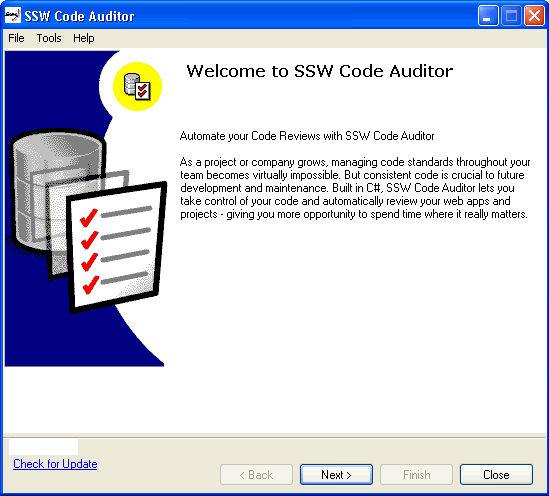 SSW Code Auditor
File Tools Help
Welcome to SSW Code Auditor
Automate your Code Reviews with SSW Code Auditor
As a project or company grows, managing code standards throughout your
team becomes virtually impossible. But consistent code is crucial to future
development and maintenance. Built in C#, SSW Code Auditor lets you
take control of your code and automatically review your web apps and
projects - giving you more opportunity to spend time where it really matters.
Check for Update
< Back Next > Finish Close